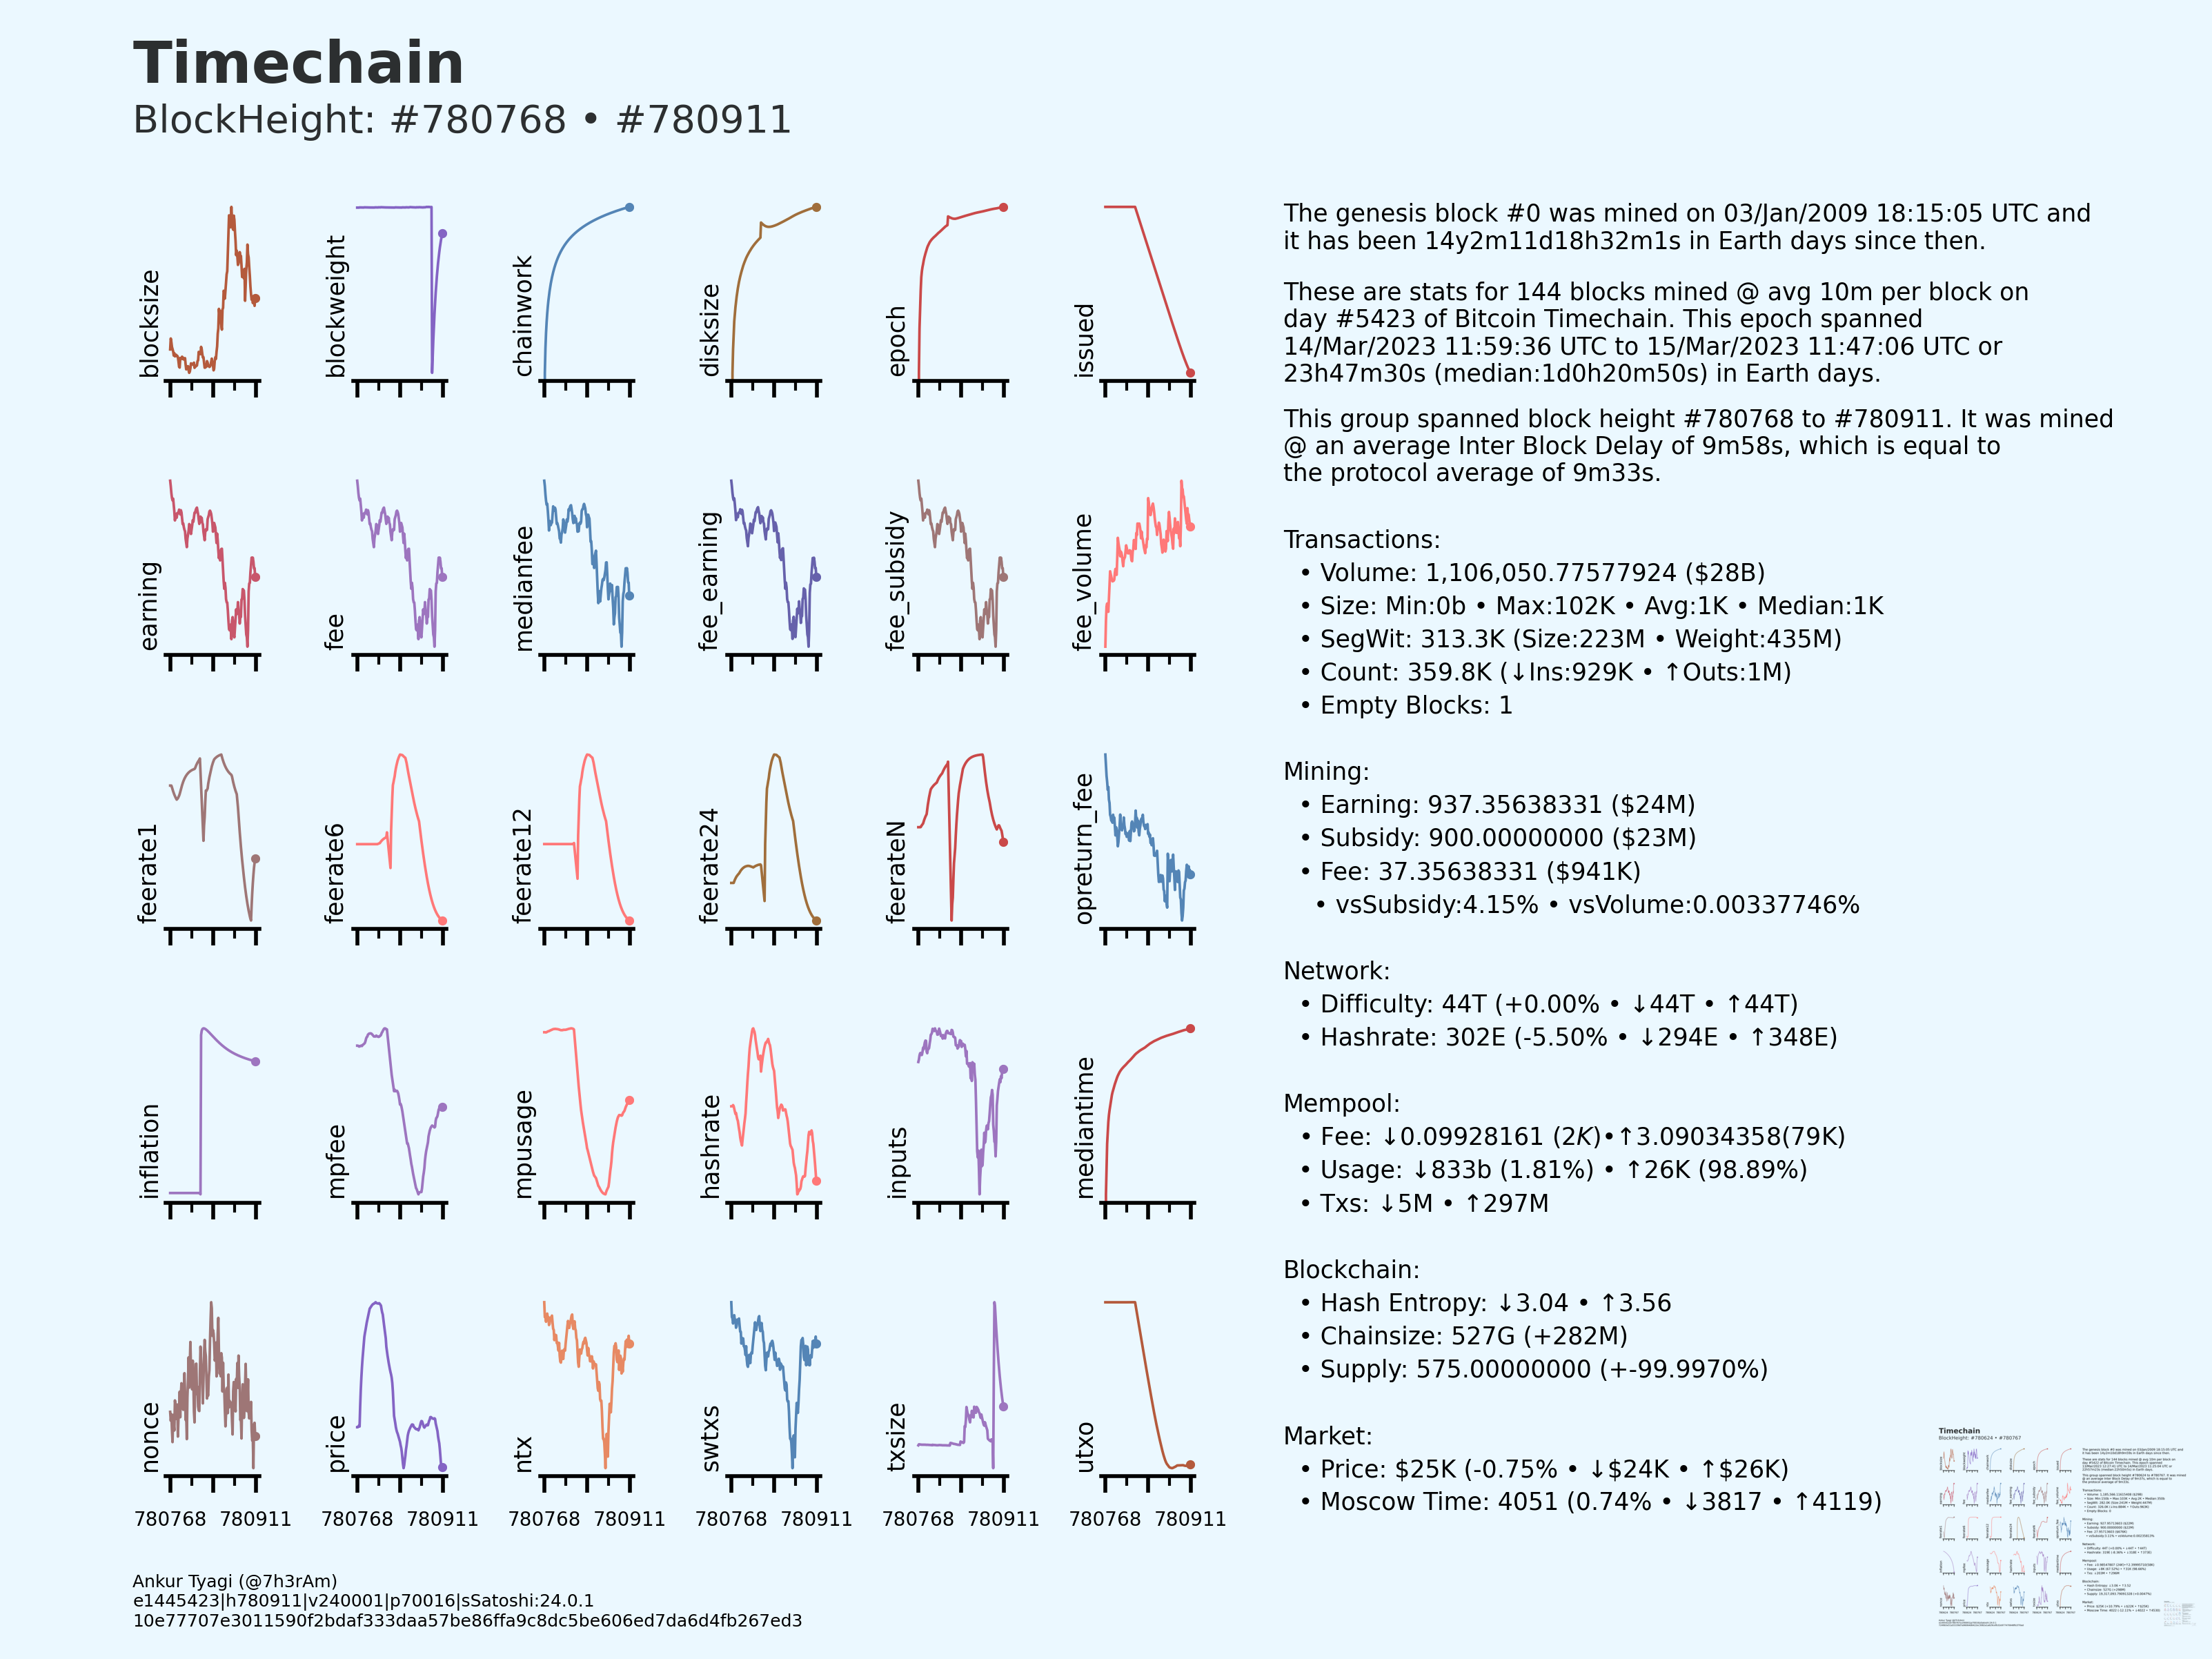 Timechain
BlockHeight: #780768 • #780911
blocksize
blockweight
chainwork
disksize
epoch
issued
earning
fee
medianfee
fee_earning
fee_subsidy
fee_volume
feerate1
feerate6
feerate12
feerate24
feerateN
opreturn_fee
inflation
mpfee
mpusage
hashrate
inputs
mediantime
nonce
price
ntx
swtxs
txsize
utxo
780768 780911 780768 780911 780768 780911 780768 780911 780768 780911 780768 780911
The genesis block #0 was mined on 03/Jan/2009 18:15:05 UTC and
it has been 14y2m11d18h32m1s in Earth days since then.
These are stats for 144 blocks mined @ avg 10m per block on
day #5423 of Bitcoin Timechain. This epoch spanned
14/Mar/2023 11:59:36 UTC to 15/Mar/2023 11:47:06 UTC or
23h47m30s (median:1d0h20m50s) in Earth days.
This group spanned block height #780768 to #780911. It was mined
@ an average Inter Block Delay of 9m58s, which is equal to
the protocol average of 9m33s.
Transactions:
• Volume: 1,106,050.77577924 ($28B)
• Size: Min:0b • Max:102K • Avg:1K • Median:1K
• SegWit: 313.3K (Size:223M • Weight:435M)
• Count: 359.8K (↓Ins:929K • ↑Outs:1M)
• Empty Blocks: 1
Mining:
• Earning: 937.35638331 ($24M)
• Subsidy: 900.00000000 ($23M)
• Fee: 37.35638331 ($941K)
• vsSubsidy:4.15% • vsVolume:0.00337746%
Network:
• Difficulty: 44T (+0.00% • ↓44T • ↑44T)
• Hashrate: 302E (-5.50% • ↓294E • ↑348E)
Mempool:
• Fee: ↓0.09928161 (2K)•↑3.09034358(79K)
• Usage: ↓833b (1.81%) • ↑26K (98.89%)
• Txs: ↓5M • ↑297M
Blockchain:
• Hash Entropy: ↓3.04 • ↑3.56
• Chainsize: 527G (+282M)
• Supply: 575.00000000 (+-99.9970%)
Market:
• Price: $25K (-0.75% • ↓$24K • ↑$26K)
• Moscow Time: 4051 (0.74% • ↓3817 • ↑4119)
Ankur Tyagi (@7h3rAm)
e1445423|h780911|v240001|p70016|sSatoshi:24.0.1
10e77707e3011590f2bdaf333daa57be86ffa9c8dc5be606ed7da6d4fb267ed3
Timechain
BlockHeight: #780624 • #780767